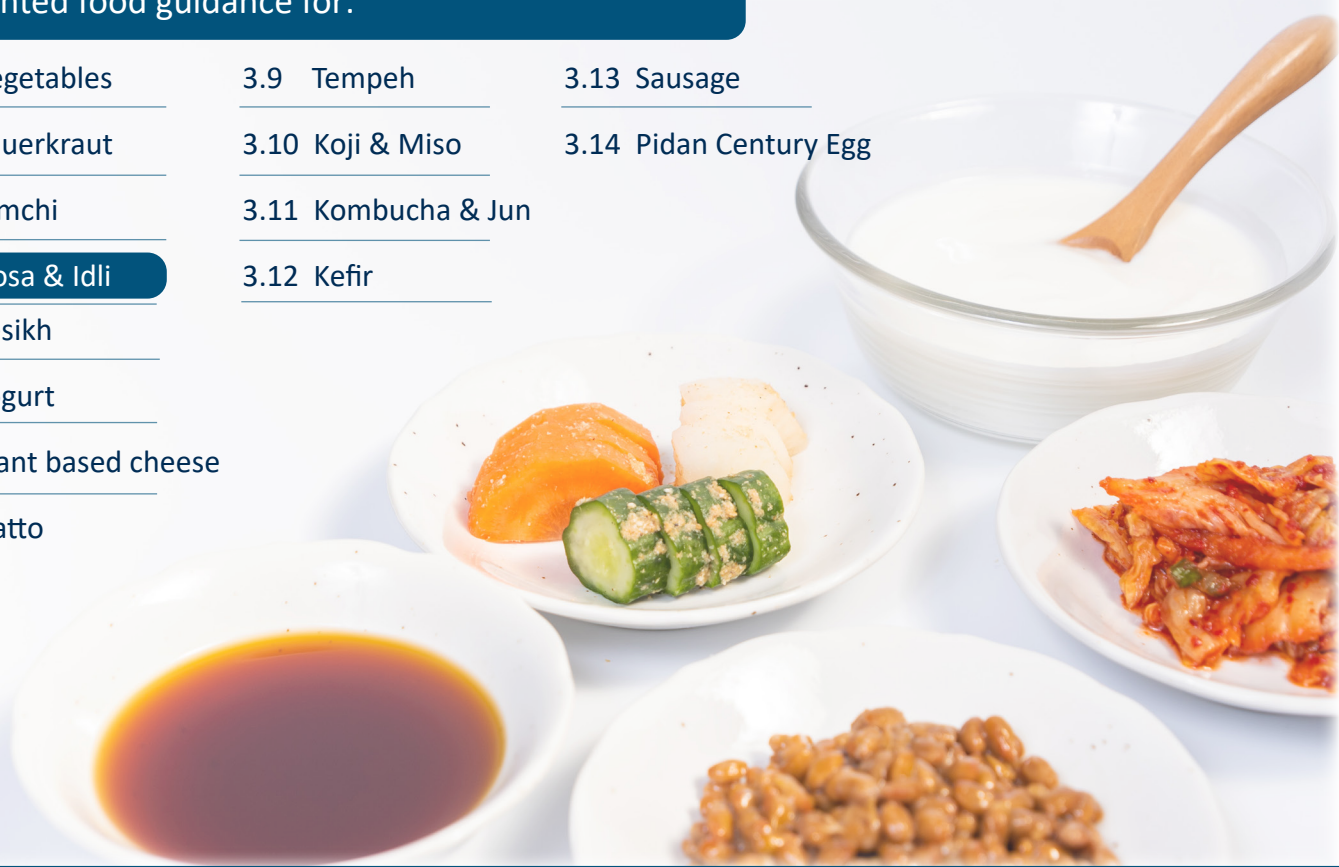 nted food guidance for:
egetables
uerkraut
mchi
osa & Idli
sikh
gurt
ant based cheese
atto
3.9 Tempeh
3.10 Koji & Miso
3.11 Kombucha & Jun
3.12 Kefir
3.13 Sausage
3.14 Pidan Century Egg